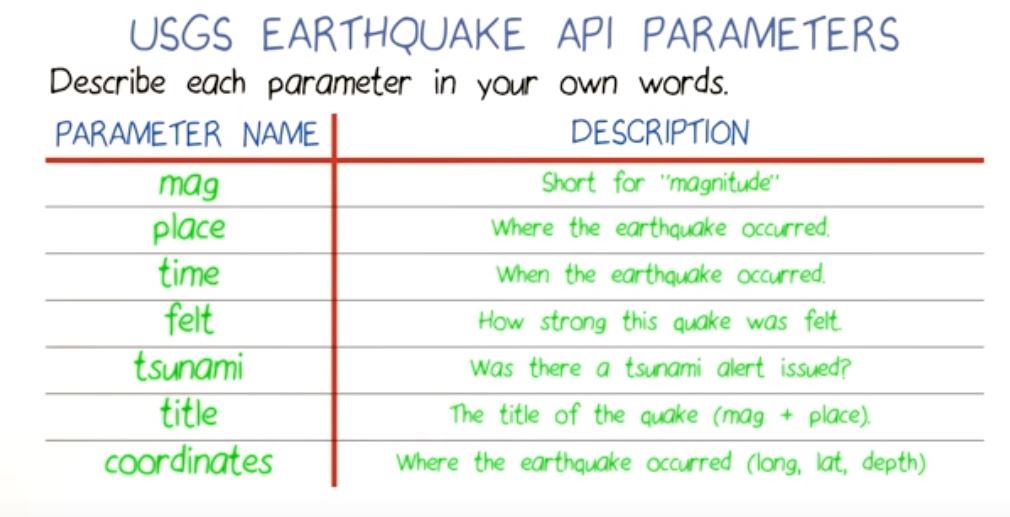 USGS EARTHQUAKE API PARAMETERS
Describe each parameter in your own words.
PARAMETER NAME DESCRIPTION
mag Short for "magnitude"
place Where the earthquake occurred.
time When the earthquake occurred.
felt How strong this quake was felt.
tsunami Was there a tsunami alert issued?
title The title of the quake (mag + place).
coordinates Where the earthquake occurred (long, lat, depth)